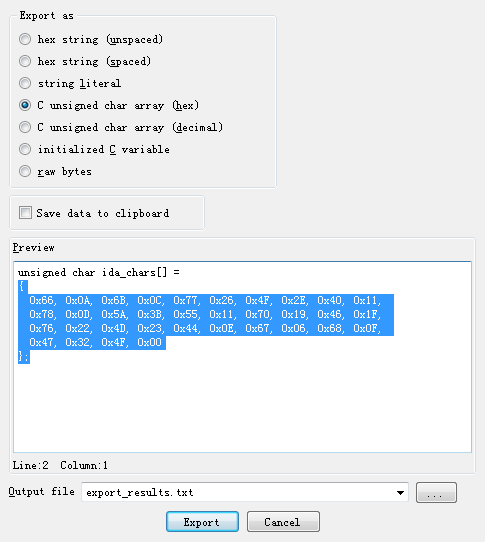 Export as
hex string (unspaced)
hex string (spaced)
string literal
C unsigned char array (hex)
C unsigned char array (decimal)
initialized C variable
raw bytes
Save data to clipboard
Preview
unsigned char ida_chars[] =
{
0x66, 0x0A, 0x6B, 0x0C, 0x77, 0x26, 0x4F, 0x2E, 0x40, 0x11,
0x78, 0x0D, 0x5A, 0x3B, 0x55, 0x11, 0x70, 0x19, 0x46, 0x1F,
0x76, 0x22, 0x4D, 0x23, 0x44, 0x0E, 0x67, 0x06, 0x68, 0x0F,
0x47, 0x32, 0x4F, 0x00
};
Line:2 Column:1
Output file export_results.txt ...
Export Cancel